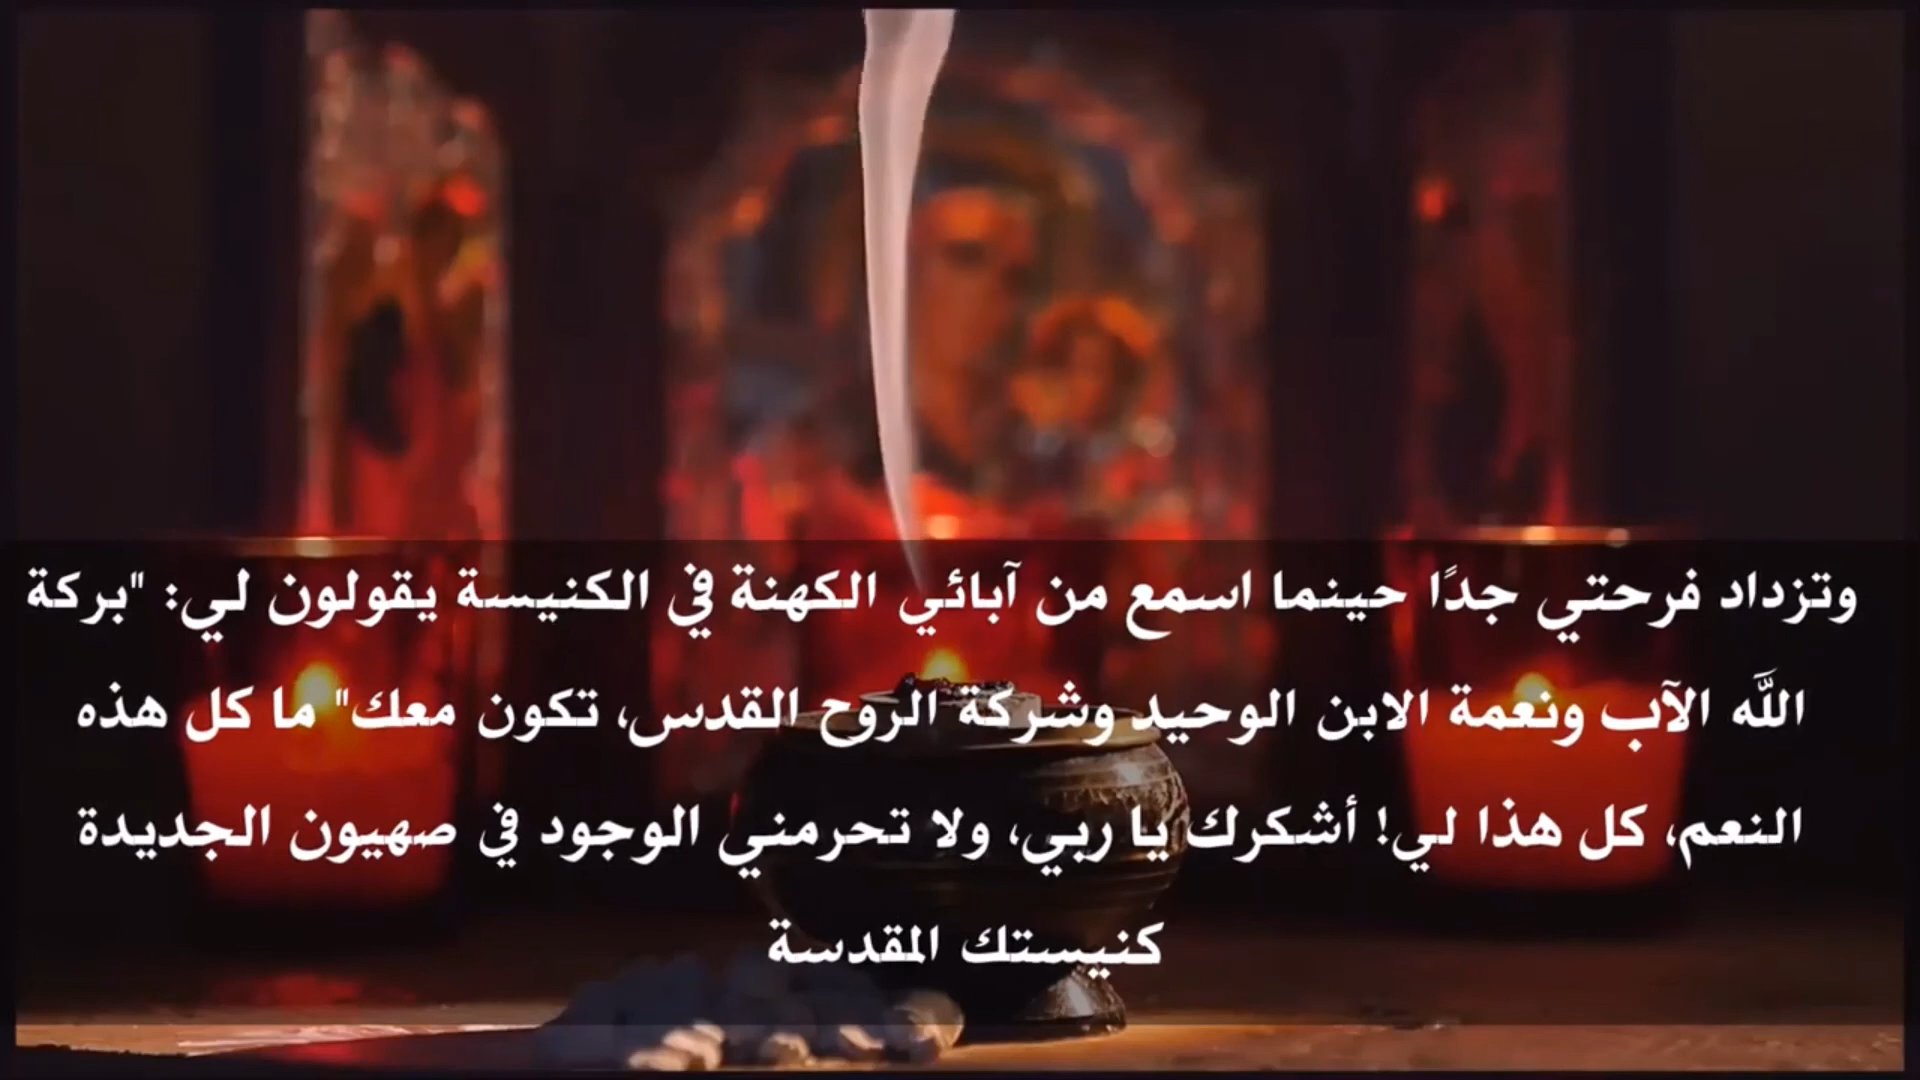 وتزداد فرحتي جدًا حينما اسمع من آبائي الكهنة في الكنيسة يقولون لي: "بركة
اللَّه الآب ونعمة الابن الوحيد وشركة الروح القدس، تكون معك" ما كل هذه
النعم، كل هذا لي! أشكرك يا ربي، ولا تحرمني الوجود في صهيون الجديدة
كنيستك المقدسة